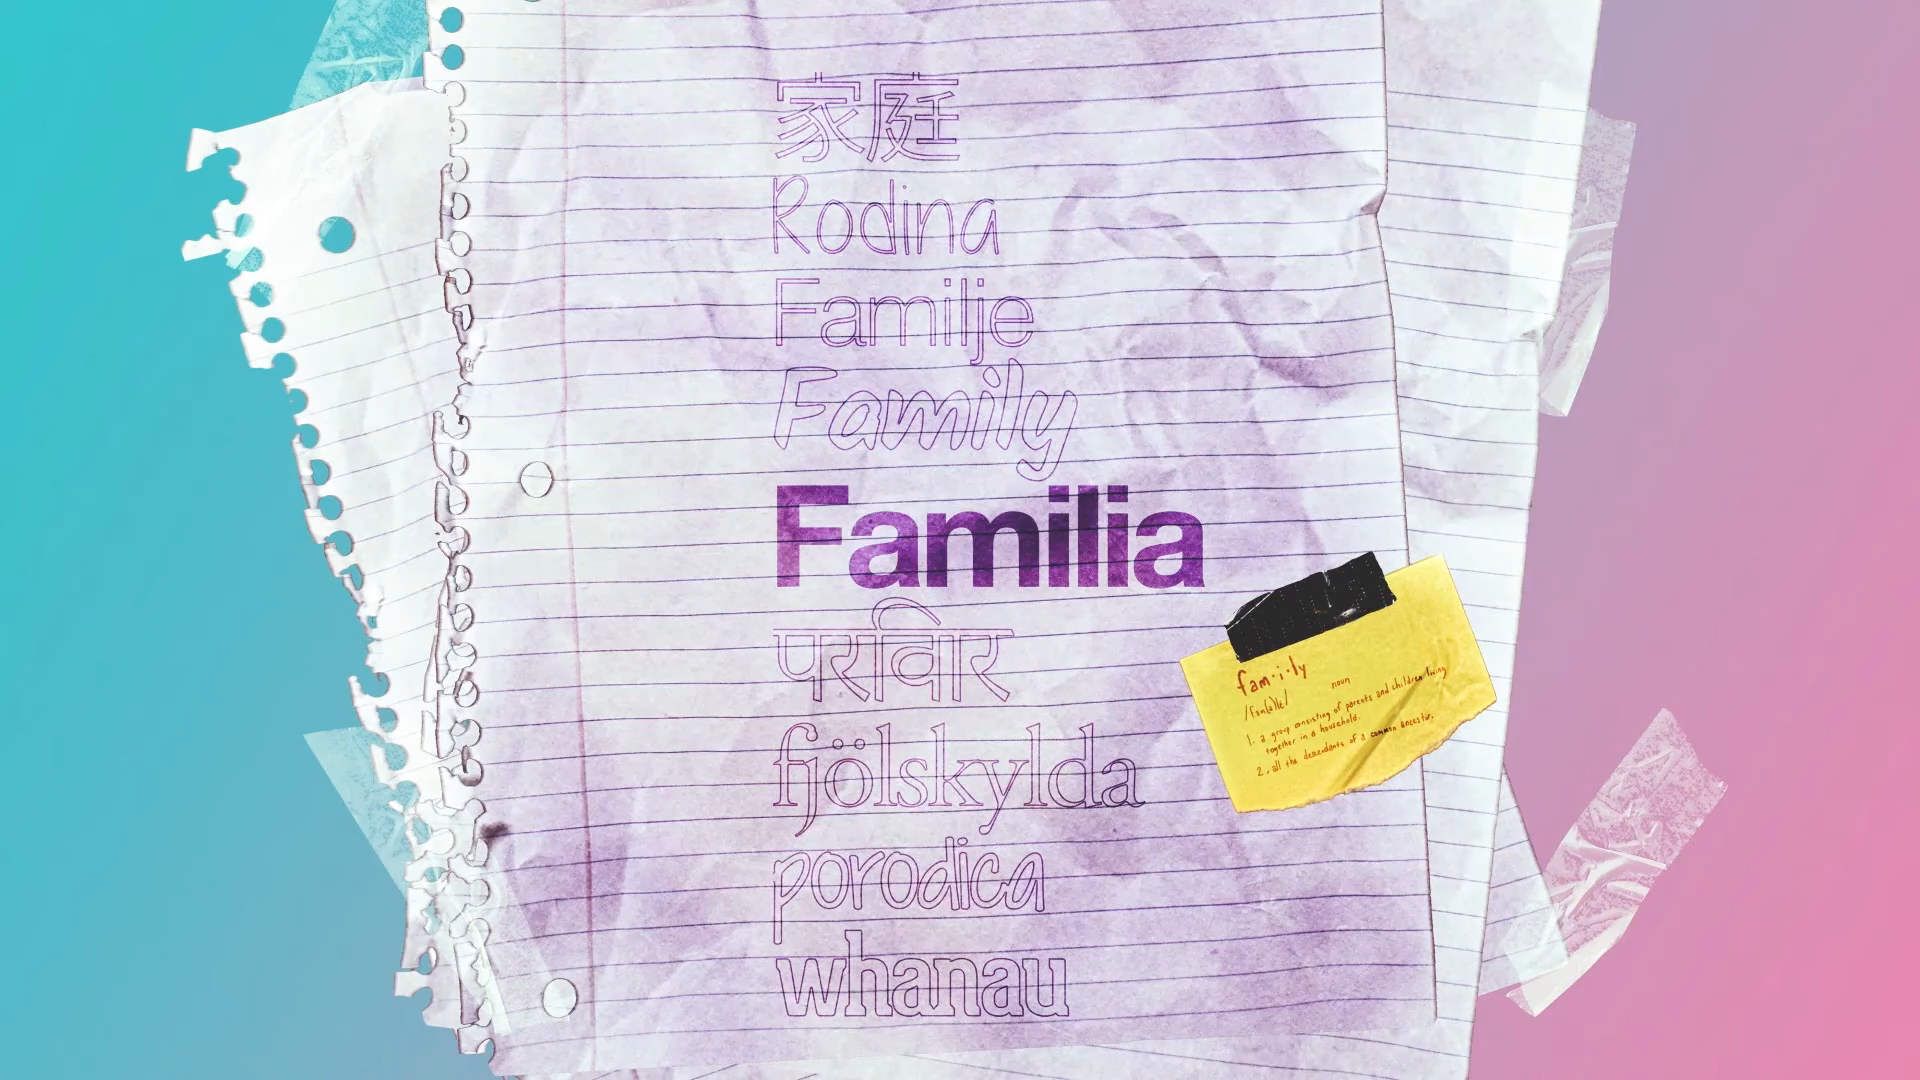 家庭
Rodina
Familje
Family
Familia
परविार
fjölskylda
porodica
whanau
fam·i·ly
noun
1. a group consisting of parents and children living
together in a household.
2. all the descendants of a common ancestor.